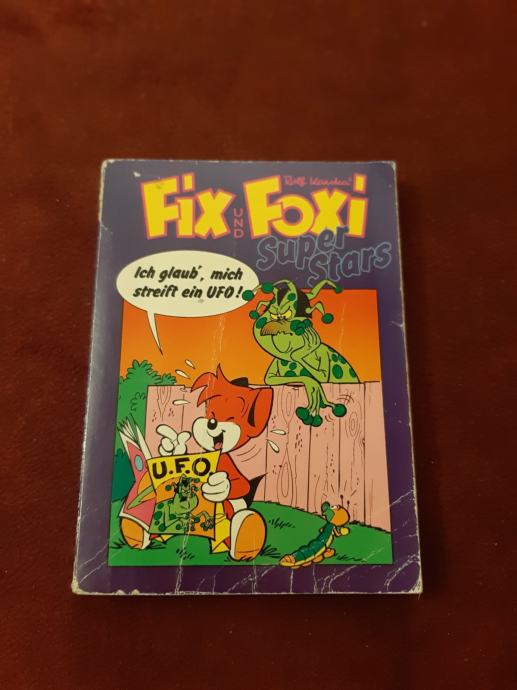 Rolf Kauka
Fix UND Foxi
Super
Stars
Ich glaub', mich
streift ein UFO!
U.F.O.